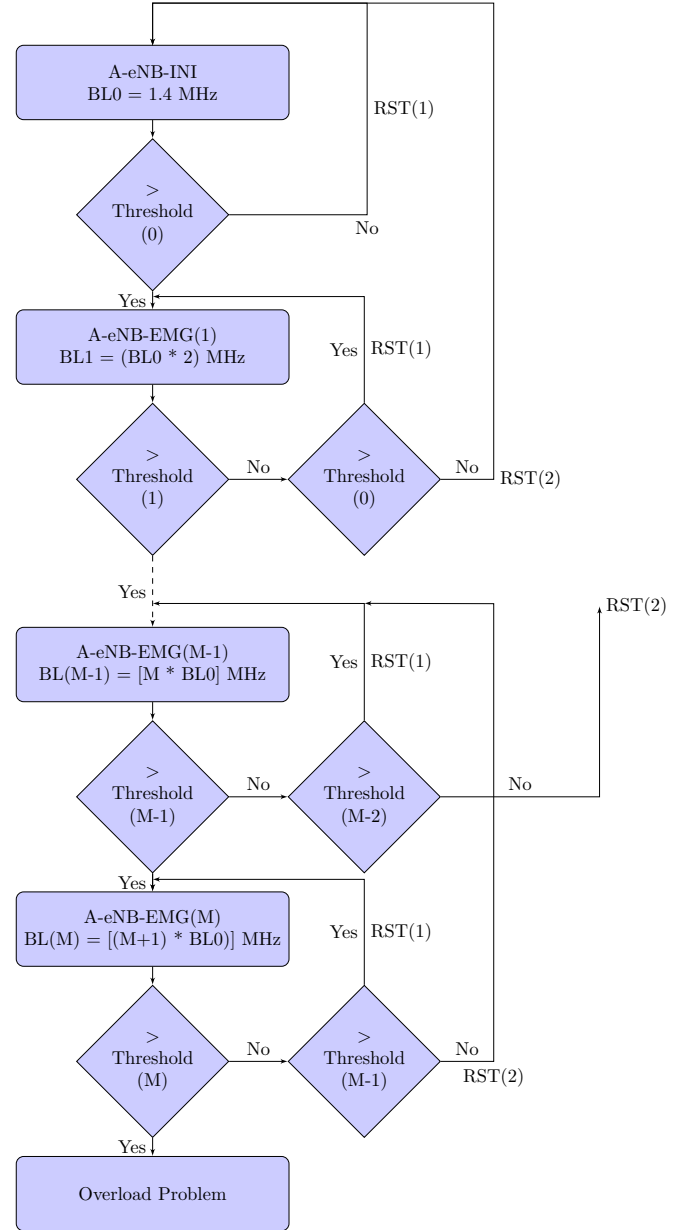 A-eNB-INI
BL0 = 1.4 MHz
RST(1)
>
Threshold
(0)
No
Yes
A-eNB-EMG(1)
BL1 = (BL0 * 2) MHz
Yes
RST(1)
>
Threshold
(1)
No
>
Threshold
(0)
No
RST(2)
Yes
RST(2)
A-eNB-EMG(M-1)
BL(M-1) = [M * BL0] MHz
Yes
RST(1)
>
Threshold
(M-1)
No
>
Threshold
(M-2)
No
Yes
A-eNB-EMG(M)
BL(M) = [(M+1) * BL0)] MHz
Yes
RST(1)
>
Threshold
(M)
No
>
Threshold
(M-1)
No
RST(2)
Yes
Overload Problem